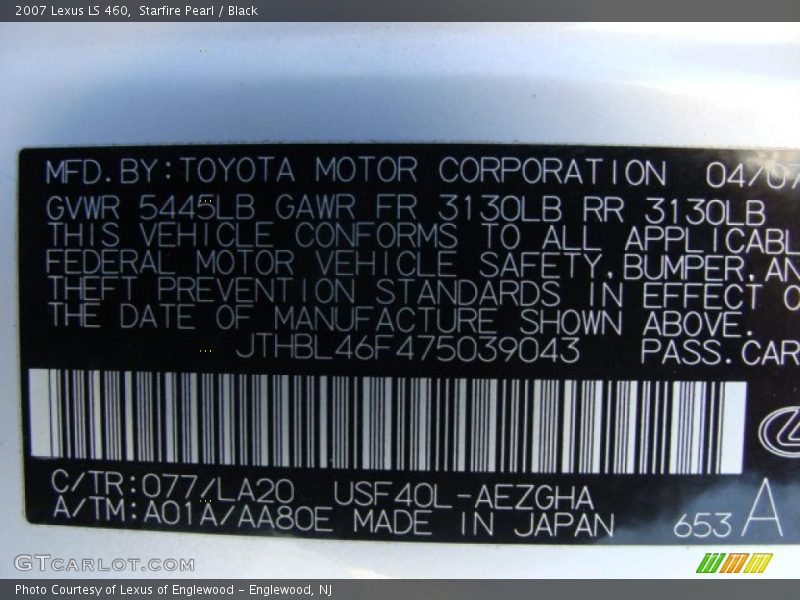 2007 Lexus LS 460, Starfire Pearl / Black
MFD. BY: TOYOTA MOTOR CORPORATION 04/07
GVWR 5445LB GAWR FR 3130LB RR 3130LB
THIS VEHICLE CONFORMS TO ALL APPLICABL
FEDERAL MOTOR VEHICLE SAFETY, BUMPER, AN
THEFT PREVENTION STANDARDS IN EFFECT O
THE DATE OF MANUFACTURE SHOWN ABOVE.
JTHBL46F475039043 PASS. CAR
C/TR: 077/LA20 USF40L-AEZGHA
A/TM: A01A/AA80E MADE IN JAPAN 653 A
GTCARLOT.COM
Photo Courtesy of Lexus of Englewood - Englewood, NJ